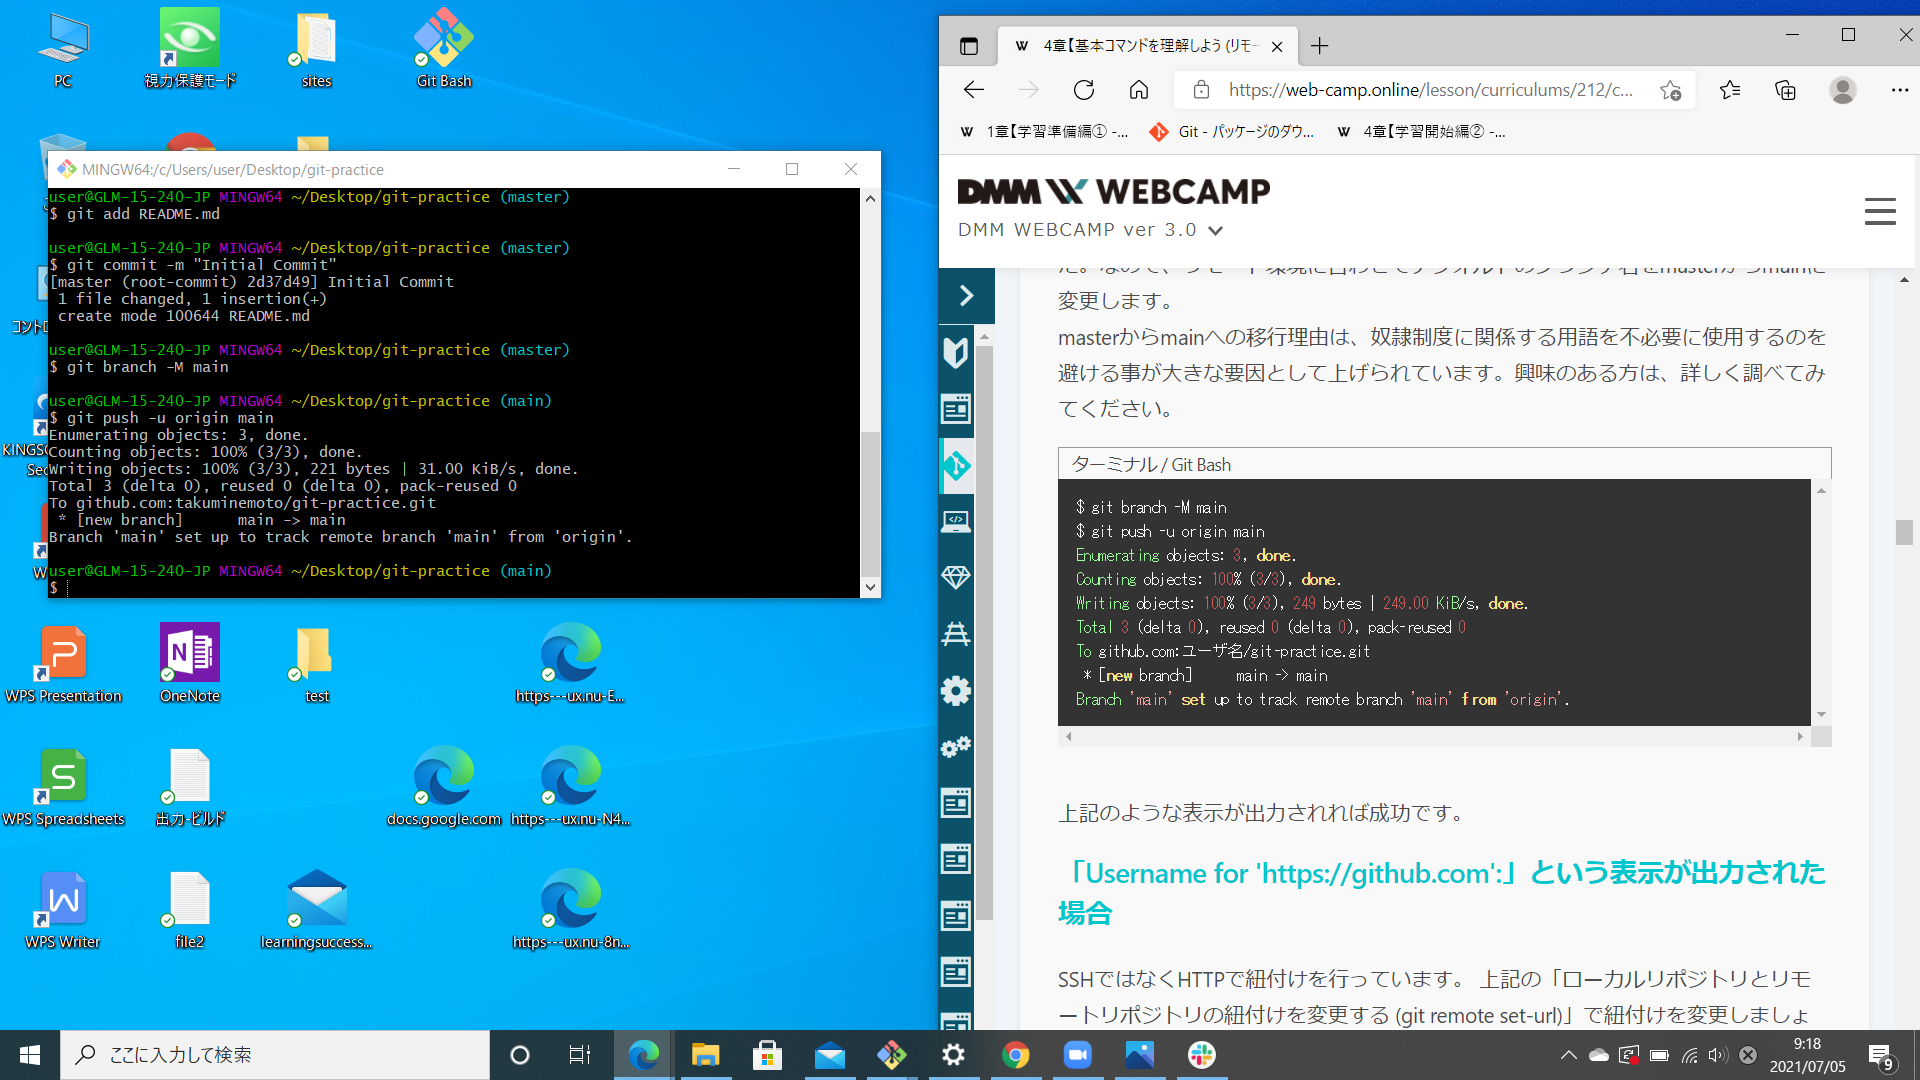 PC
視力保護モード
sites
Git Bash
MINGW64:/c/Users/user/Desktop/git-practice
user@GLM-15-240-JP MINGW64 ~/Desktop/git-practice (master)
$ git add README.md
user@GLM-15-240-JP MINGW64 ~/Desktop/git-practice (master)
$ git commit -m "Initial Commit"
[master (root-commit) 2d37d49] Initial Commit
1 file changed, 1 insertion(+)
create mode 100644 README.md
user@GLM-15-240-JP MINGW64 ~/Desktop/git-practice (master)
$ git branch -M main
user@GLM-15-240-JP MINGW64 ~/Desktop/git-practice (main)
$ git push -u origin main
Enumerating objects: 3, done.
Counting objects: 100% (3/3), done.
Writing objects: 100% (3/3), 221 bytes | 31.00 KiB/s, done.
Total 3 (delta 0), reused 0 (delta 0), pack-reused 0
To github.com:takuminemoto/git-practice.git
* [new branch]      main -> main
Branch 'main' set up to track remote branch 'main' from 'origin'.
user@GLM-15-240-JP MINGW64 ~/Desktop/git-practice (main)
$
WPS Presentation
OneNote
test
https---ux.nu-E...
WPS Spreadsheets
出力-ビルド
docs.google.com
https---ux.nu-N4...
WPS Writer
file2
learningsuccess...
https---ux.nu-8n...
4章【基本コマンドを理解しよう (リモー
https://web-camp.online/lesson/curriculums/212/c...
1章【学習準備編① -...
Git - パッケージのダウ...
4章【学習開始編② -...
DMM WEBCAMP
DMM WEBCAMP ver 3.0
変更します。
masterからmainへの移行理由は、奴隷制度に関係する用語を不必要に使用するのを
避ける事が大きな要因として上げられています。興味のある方は、詳しく調べてみ
てください。
ターミナル / Git Bash
$ git branch -M main
$ git push -u origin main
Enumerating objects: 3, done.
Counting objects: 100% (3/3), done.
Writing objects: 100% (3/3), 249 bytes | 249.00 KiB/s, done.
Total 3 (delta 0), reused 0 (delta 0), pack-reused 0
To github.com:ユーザ名/git-practice.git
* [new branch]      main -> main
Branch 'main' set up to track remote branch 'main' from 'origin'.
上記のような表示が出力されれば成功です。
「Username for 'https://github.com':」という表示が出力された
場合
SSHではなくHTTPで紐付けを行っています。 上記の「ローカルリポジトリとリモ
ートリポジトリの紐付けを変更する (git remote set-url)」で紐付けを変更しましょ
ここに入力して検索
9:18
2021/07/05
9